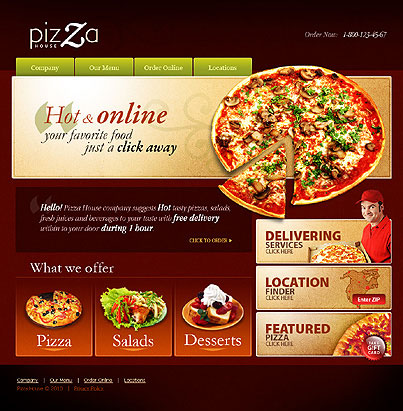 pizza
HOUSE
Order Now: 1-800-123-45-67
Company
Our Menu
Order Online
Locations
Hot & online
your favorite food
just a click away
Hello! Pizza House company suggests Hot tasty pizzas, salads,
fresh juices and beverages to your taste with free delivery
within to your door during 1 hour.
CLICK TO ORDER
DELIVERING
SERVICES
CLICK HERE
LOCATION
FINDER
CLICK HERE
Enter ZIP
FEATURED
PIZZA
CLICK HERE
TAKE
GIFT
CARD
What we offer
Pizza
Salads
Desserts
Company | Our Menu | Order Online | Locations
PizzaHouse © 2010 | Privacy Policy